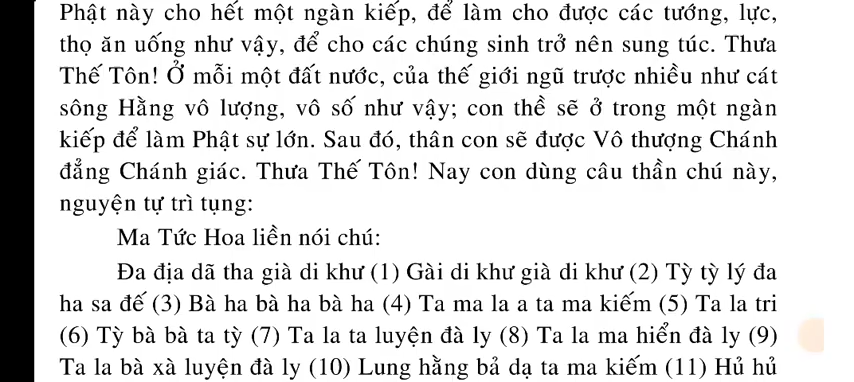 Phật này cho hết một ngàn kiếp, để làm cho được các tướng, lực,
thọ ăn uống như vậy, để cho các chúng sinh trở nên sung túc. Thưa
Thế Tôn! Ở mỗi một đất nước, của thế giới ngũ trược nhiều như cát
sông Hằng vô lượng, vô số như vậy; con thề sẽ ở trong một ngàn
kiếp để làm Phật sự lớn. Sau đó, thân con sẽ được Vô thượng Chánh
đẳng Chánh giác. Thưa Thế Tôn! Nay con dùng câu thần chú này,
nguyện tự trì tụng:
Ma Tức Hoa liền nói chú:
Đa địa dã tha già di khư (1) Gài di khư già di khư (2) Tỳ tỳ lý đa
ha sa đế (3) Bà ha bà ha bà ha (4) Ta ma la a ta ma kiếm (5) Ta la tri
(6) Tỳ bà bà ta tỳ (7) Ta la ta luyện đà ly (8) Ta la ma hiển đà ly (9)
Ta la bà xà luyện đà ly (10) Lung hằng bả dạ ta ma kiếm (11) Hủ hủ